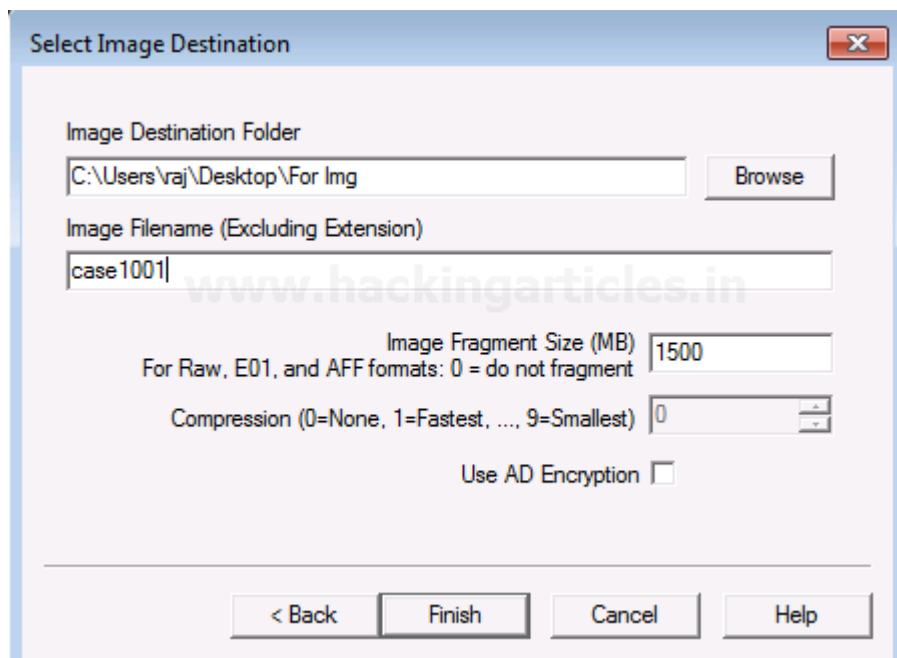 Select Image Destination
Image Destination Folder
C:\Users\raj\Desktop\For Img
Browse
Image Filename (Excluding Extension)
case1001
www.hackingarticles.in
Image Fragment Size (MB)
For Raw, E01, and AFF formats: 0 = do not fragment
1500
Compression (0=None, 1=Fastest, ..., 9=Smallest)
0
Use AD Encryption
< Back
Finish
Cancel
Help